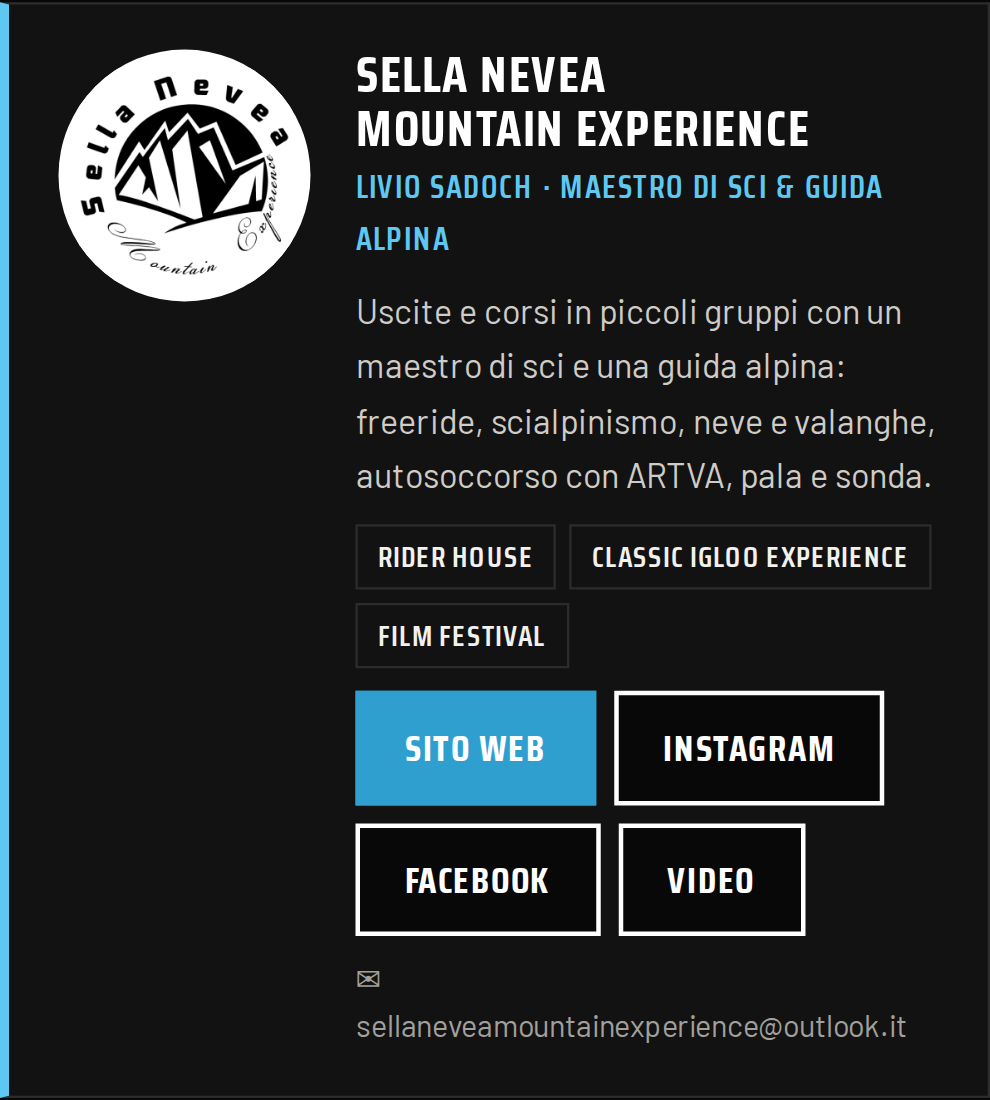 Sella Nevea
Mountain Experience
SELLA NEVEA
MOUNTAIN EXPERIENCE
LIVIO SADOCH · MAESTRO DI SCI & GUIDA
ALPINA
Uscite e corsi in piccoli gruppi con un
maestro di sci e una guida alpina:
freeride, scialpinismo, neve e valanghe,
autosoccorso con ARTVA, pala e sonda.
RIDER HOUSE
CLASSIC IGLOO EXPERIENCE
FILM FESTIVAL
SITO WEB
INSTAGRAM
FACEBOOK
VIDEO
✉
sellaneveamountainexperience@outlook.it